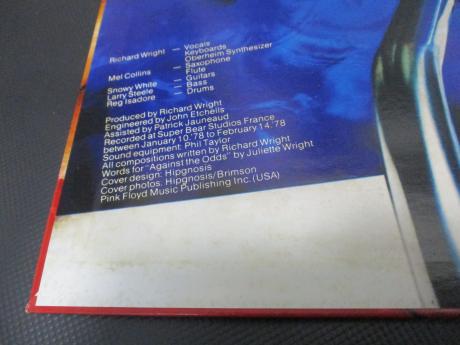 Richard Wright — Vocals
Keyboards
Oberheim Synthesizer
Mel Collins — Saxophone
Flute
Snowy White — Guitars
Larry Steele — Bass
Reg Isadore — Drums
Produced by Richard Wright
Engineered by John Etchells
Assisted by Patrick Jauneaud
Recorded at Super Bear Studios France
between January 10:'78 to February 14:'78
Sound equipment: Phil Taylor
All compositions written by Richard Wright
Words for "Against the Odds" by Juliette Wright
Cover design: Hipgnosis
Cover photos: Hipgnosis/Brimson
Pink Floyd Music Publishing Inc.(USA)